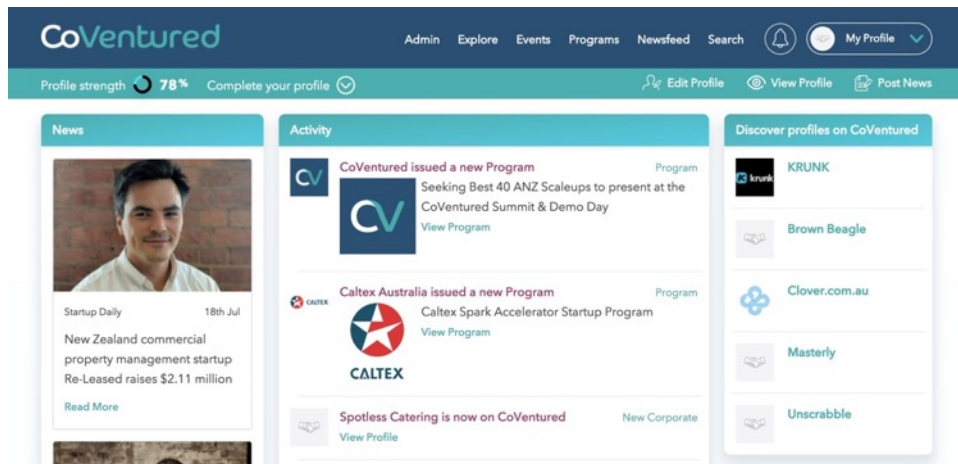 CoVentured
Admin Explore Events Programs Newsfeed Search My Profile
Profile strength 78% Complete your profile Edit Profile View Profile Post News
News
Startup Daily 18th Jul
New Zealand commercial
property management startup
Re-Leased raises $2.11 million
Read More
Activity
CV
CoVentured issued a new Program Program
CV
Seeking Best 40 ANZ Scaleups to present at the
CoVentured Summit & Demo Day
View Program
CALTEX
Caltex Australia issued a new Program Program
Caltex Spark Accelerator Startup Program
View Program
CALTEX
Spotless Catering is now on CoVentured New Corporate
View Profile
Discover profiles on CoVentured
krunk
KRUNK
Brown Beagle
Clover.com.au
Masterly
Unscrabble